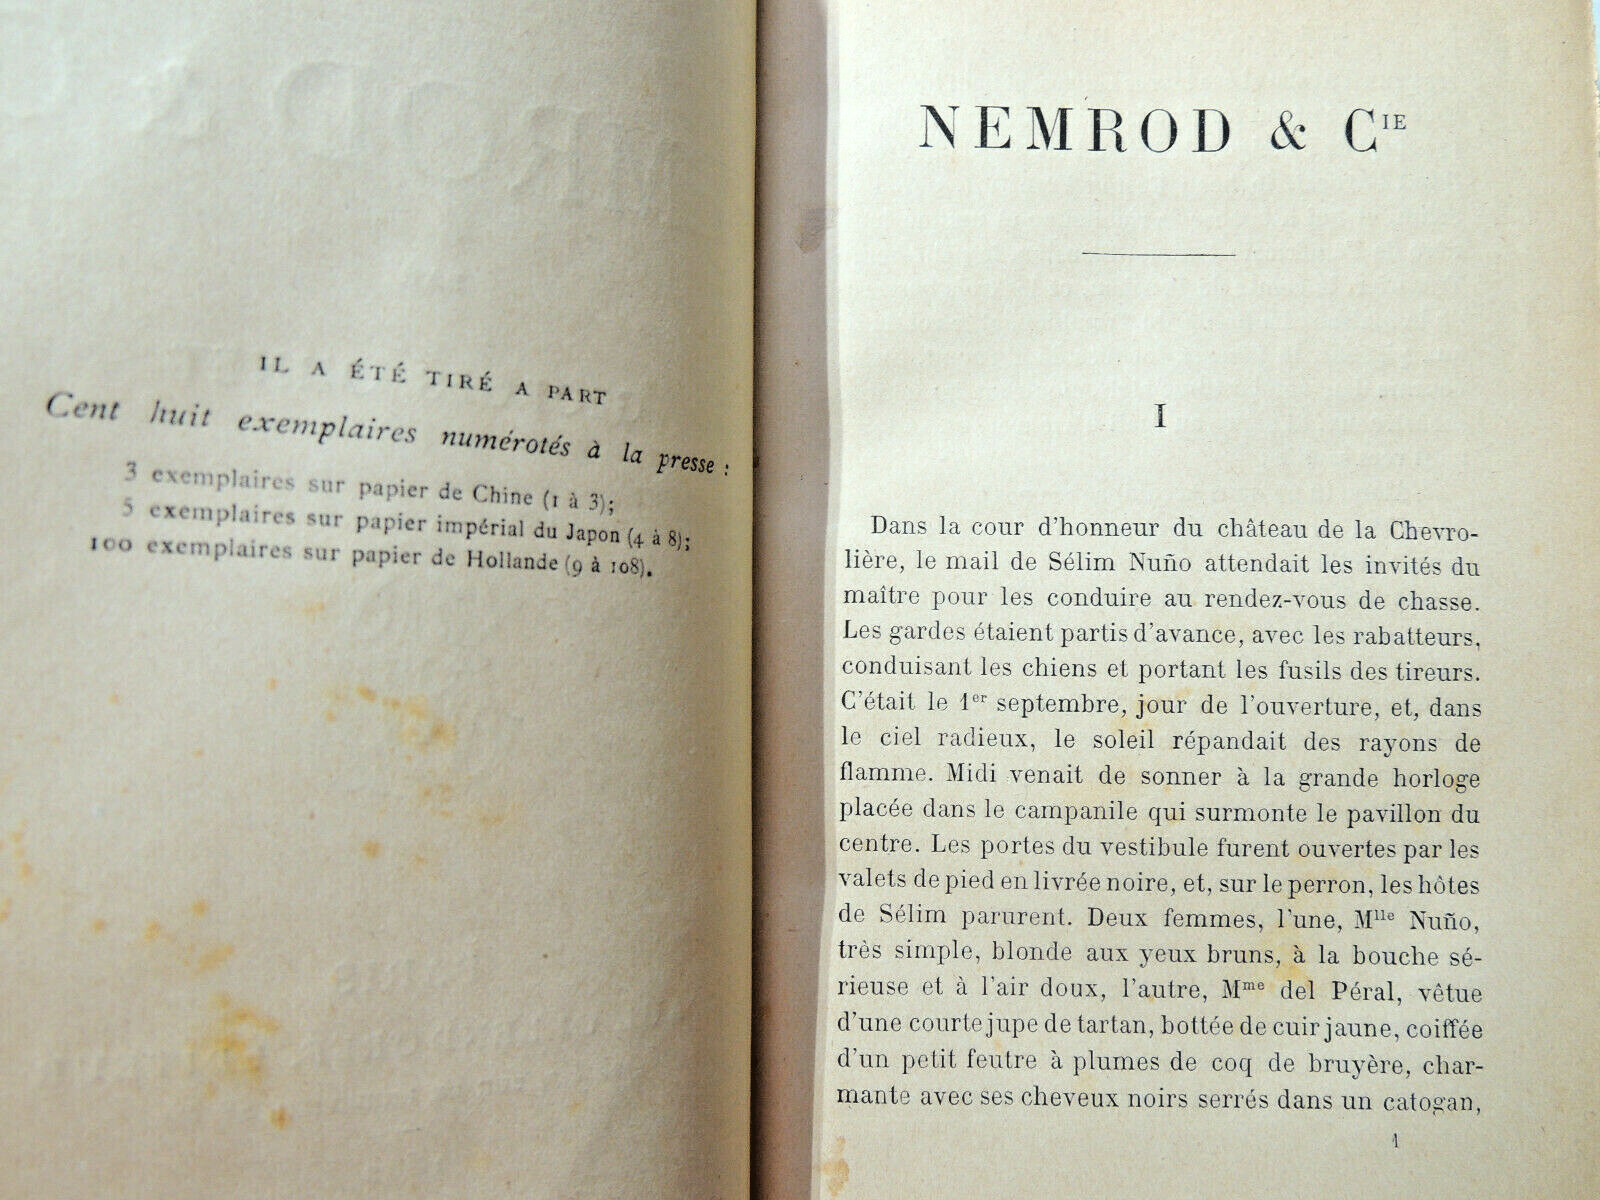 IL A ÉTÉ TIRÉ A PART
Cent huit exemplaires numérotés à la presse :
3 exemplaires sur papier de Chine (1 à 3);
5 exemplaires sur papier impérial du Japon (4 à 8);
100 exemplaires sur papier de Hollande (9 à 108).
NEMROD & CIE
I
Dans la cour d'honneur du château de la Chevro-
lière, le mail de Sélim Nuño attendait les invités du
maître pour les conduire au rendez-vous de chasse.
Les gardes étaient partis d'avance, avec les rabatteurs,
conduisant les chiens et portant les fusils des tireurs.
C'était le 1er septembre, jour de l'ouverture, et, dans
le ciel radieux, le soleil répandait des rayons de
flamme. Midi venait de sonner à la grande horloge
placée dans le campanile qui surmonte le pavillon du
centre. Les portes du vestibule furent ouvertes par les
valets de pied en livrée noire, et, sur le perron, les hôtes
de Sélim parurent. Deux femmes, l'une, Mlle Nuño,
très simple, blonde aux yeux bruns, à la bouche sé-
rieuse et à l'air doux, l'autre, Mme del Péral, vêtue
d'une courte jupe de tartan, bottée de cuir jaune, coiffée
d'un petit feutre à plumes de coq de bruyère, char-
mante avec ses cheveux noirs serrés dans un catogan,
1